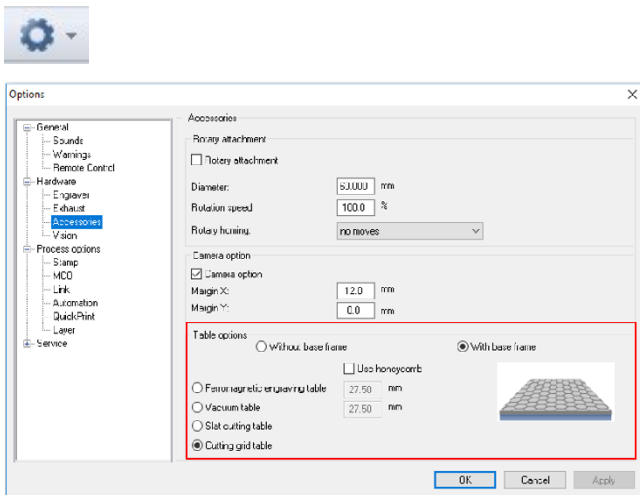 Options
General
Sounds
Warnings
Remote Control
Hardware
Engraver
Exhaust
Accessories
Vision
Process options
Stamp
MCO
Link
Automation
QuickPrint
Layer
Service
Accessories
Rotary attachment
Rotary attachment
Diameter: 60.000 mm
Rotation speed 100.0 %
Rotary homing: no moves
Camera option
Camera option
Margin X: 12.0 mm
Margin Y: 0.0 mm
Table options
Without base frame With base frame
Use honeycomb
Ferromagnetic engraving table 27.50 mm
Vacuum table 27.50 mm
Slat cutting table
Cutting grid table
OK Cancel Apply